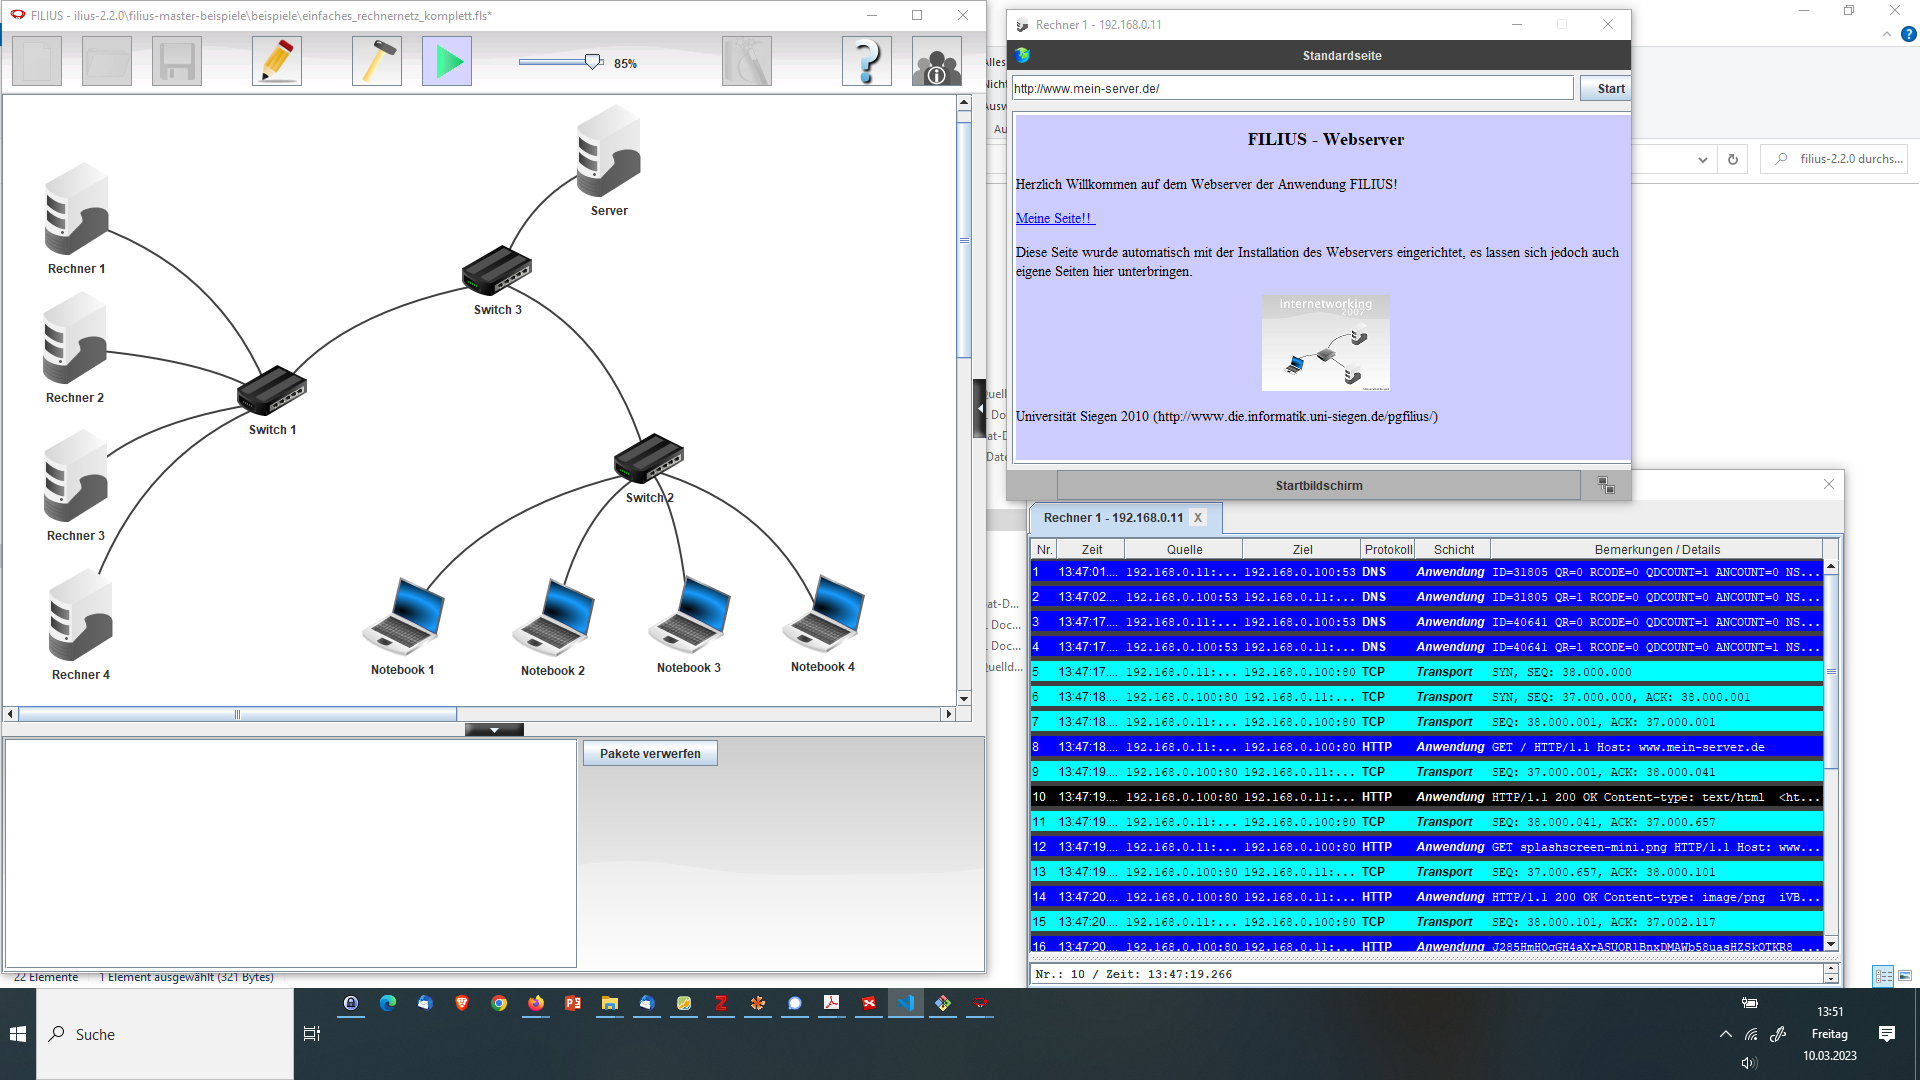 FILIUS - ilius-2.2.0\filius-master-beispiele\beispiele\einfaches_rechnernetz_komplett.fls*
85%
Server
Rechner 1
Switch 3
Rechner 2
Switch 1
Switch 2
Rechner 3
Rechner 4
Notebook 1
Notebook 2
Notebook 3
Notebook 4
Pakete verwerfen
22 Elemente 1 Element ausgewählt (321 Bytes)
Rechner 1 - 192.168.0.11
Standardseite
http://www.mein-server.de/
Start
FILIUS - Webserver
Herzlich Willkommen auf dem Webserver der Anwendung FILIUS!
Meine Seite!!
Diese Seite wurde automatisch mit der Installation des Webservers eingerichtet, es lassen sich jedoch auch
eigene Seiten hier unterbringen.
Internetworking
2007
Universität Siegen 2010 (http://www.die.informatik.uni-siegen.de/pgfilius/)
Startbildschirm
filius-2.2.0 durchs...
Rechner 1 - 192.168.0.11 X
Nr. Zeit Quelle Ziel Protokoll Schicht Bemerkungen / Details
1 13:47:01.... 192.168.0.11:... 192.168.0.100:53 DNS Anwendung ID=31805 QR=0 RCODE=0 QDCOUNT=1 ANCOUNT=0 NS...
2 13:47:02.... 192.168.0.100:53 192.168.0.11:... DNS Anwendung ID=31805 QR=1 RCODE=0 QDCOUNT=1 ANCOUNT=0 NS...
3 13:47:17.... 192.168.0.11:... 192.168.0.100:53 DNS Anwendung ID=40641 QR=0 RCODE=0 QDCOUNT=1 ANCOUNT=0 NS...
4 13:47:17.... 192.168.0.100:53 192.168.0.11:... DNS Anwendung ID=40641 QR=1 RCODE=0 QDCOUNT=0 ANCOUNT=1 NS...
5 13:47:17.... 192.168.0.11:... 192.168.0.100:80 TCP Transport SYN, SEQ: 38.000.000
6 13:47:18.... 192.168.0.100:80 192.168.0.11:... TCP Transport SYN, SEQ: 37.000.000, ACK: 38.000.001
7 13:47:18.... 192.168.0.11:... 192.168.0.100:80 TCP Transport SEQ: 38.000.001, ACK: 37.000.001
8 13:47:18.... 192.168.0.11:... 192.168.0.100:80 HTTP Anwendung GET / HTTP/1.1 Host: www.mein-server.de
9 13:47:19.... 192.168.0.100:80 192.168.0.11:... TCP Transport SEQ: 37.000.001, ACK: 38.000.041
10 13:47:19.... 192.168.0.100:80 192.168.0.11:... HTTP Anwendung HTTP/1.1 200 OK Content-type: text/html <ht...
11 13:47:19.... 192.168.0.11:... 192.168.0.100:80 TCP Transport SEQ: 38.000.041, ACK: 37.000.657
12 13:47:19.... 192.168.0.11:... 192.168.0.100:80 HTTP Anwendung GET splashscreen-mini.png HTTP/1.1 Host: www...
13 13:47:19.... 192.168.0.100:80 192.168.0.11:... TCP Transport SEQ: 37.000.657, ACK: 38.000.101
14 13:47:20.... 192.168.0.100:80 192.168.0.11:... HTTP Anwendung HTTP/1.1 200 OK Content-type: image/png iVB...
15 13:47:20.... 192.168.0.11:... 192.168.0.100:80 TCP Transport SEQ: 38.000.101, ACK: 37.002.117
16 13:47:20.... 192.168.0.100:80 192.168.0.11:... HTTP Anwendung
Nr.: 10 / Zeit: 13:47:19.266
Suche
13:51
Freitag
10.03.2023